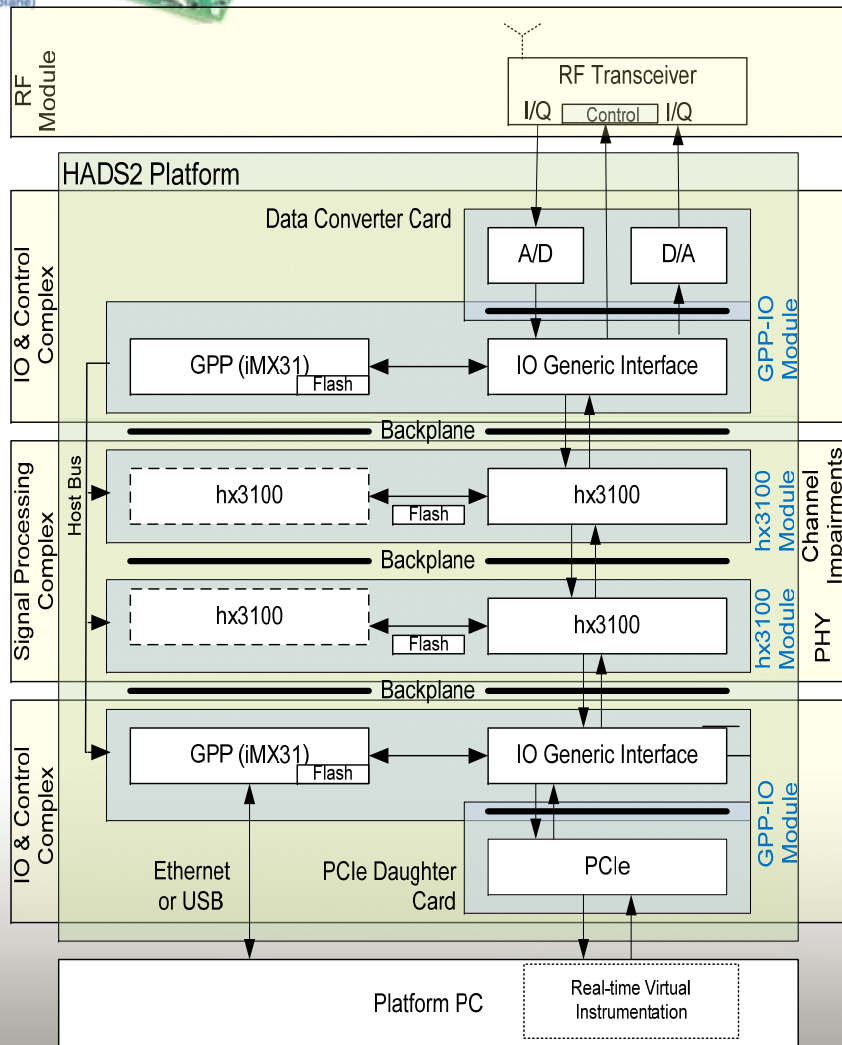 plane)
RF
Module
RF Transceiver
I/Q
Control
I/Q
HADS2 Platform
IO & Control
Complex
Data Converter Card
A/D
D/A
GPP-IO
Module
GPP (iMX31)
Flash
IO Generic Interface
Backplane
Signal Processing
Complex
Host Bus
hx3100
Flash
hx3100
hx3100
Module
Channel
Impairments
Backplane
hx3100
Flash
hx3100
hx3100
Module
PHY
Backplane
IO & Control
Complex
GPP (iMX31)
Flash
IO Generic Interface
GPP-IO
Module
Ethernet
or USB
PCIe Daughter
Card
PCIe
Platform PC
Real-time Virtual
Instrumentation